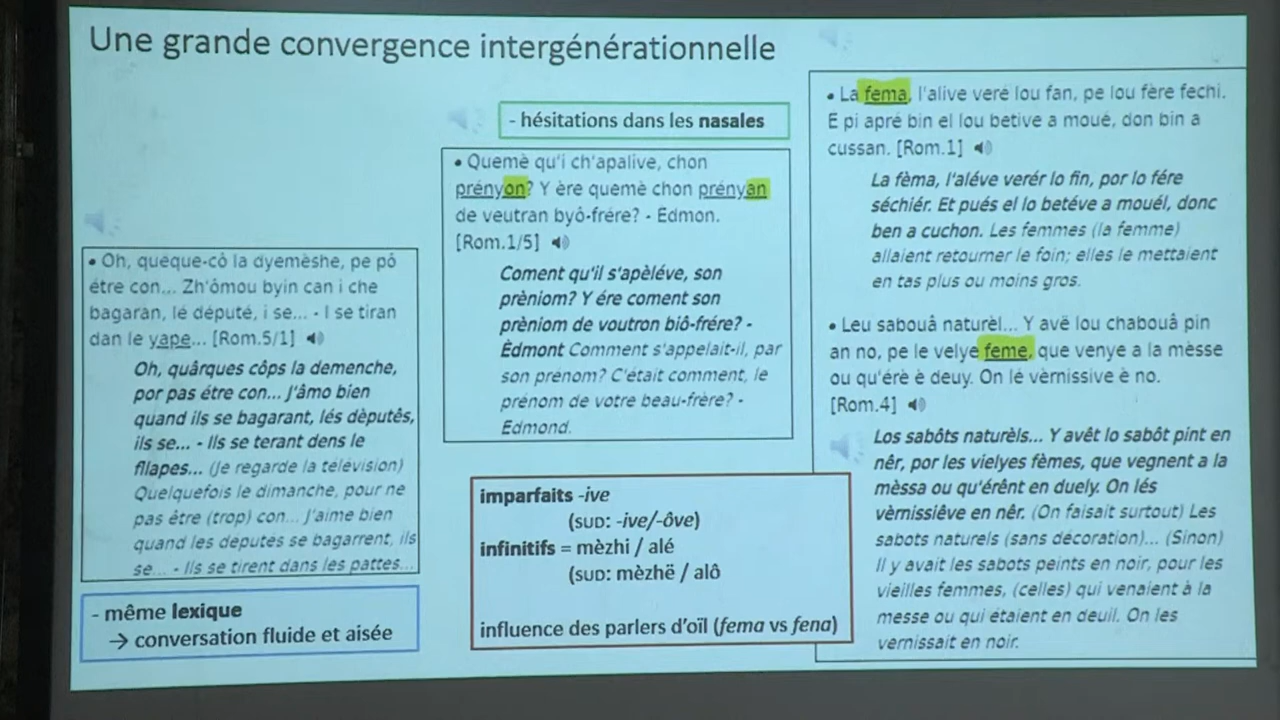 Une grande convergence intergénérationnelle
• Oh, quëque-cô la dyemèshe, pe pô
étre con... Zh'ômou byin can i che
bagaran, lé député, i se... - I se tiran
dan le yape... [Rom.5/1]
Oh, quârques côps la demenche,
por pas étre con... J'âmo bien
quand ils se bagarant, lés dèputês,
ils se... - Ils se terant dens le
fllapes... (Je regarde la télévision)
Quelquefois le dimanche, pour ne
pas être (trop) con... J'aime bien
quand les députés se bagarrent, ils
se... - Ils se tirent dans les pattes...
- même lexique
→ conversation fluide et aisée
- hésitations dans les nasales
• Quemè qu'i ch'apalive, chon
prényon? Y ère quemè chon prényan
de veutran byô-frére? - Édmon.
[Rom.1/5]
Coment qu'il s'apèléve, son
prèniom? Y ére coment son
prèniom de voutron biô-frére? -
Èdmont Comment s'appelait-il, par
son prénom? C'était comment, le
prénom de votre beau-frère? -
Edmond.
imparfaits -ive
(SUD: -ive/-ôve)
infinitifs = mèzhi / alé
(SUD: mèzhë / alô
influence des parlers d'oïl (fema vs fena)
• La fema, l'alive veré lou fan, pe lou fère fechi.
E pi apré bin el lou betive a moué, don bin a
cussan. [Rom.1]
La fèma, l'aléve verér lo fin, por lo fére
séchiér. Et pués el lo betéve a mouél, donc
ben a cuchon. Les femmes (la femme)
allaient retourner le foin; elles le mettaient
en tas plus ou moins gros.
• Leu sabouâ naturèl... Y avë lou chabouâ pin
an no, pe le velye feme, que venye a la mèsse
ou qu'érè è deuy. On lé vèrnissive è no.
[Rom.4]
Los sabôts naturèls... Y avêt lo sabôt pint en
nêr, por les vielyes fèmes, que vegnent a la
mèssa ou qu'érênt en duely. On lés
vèrnissiêve en nêr. (On faisait surtout) Les
sabots naturels (sans décoration)... (Sinon)
Il y avait les sabots peints en noir, pour les
vieilles femmes, (celles) qui venaient à la
messe ou qui étaient en deuil. On les
vernissait en noir.